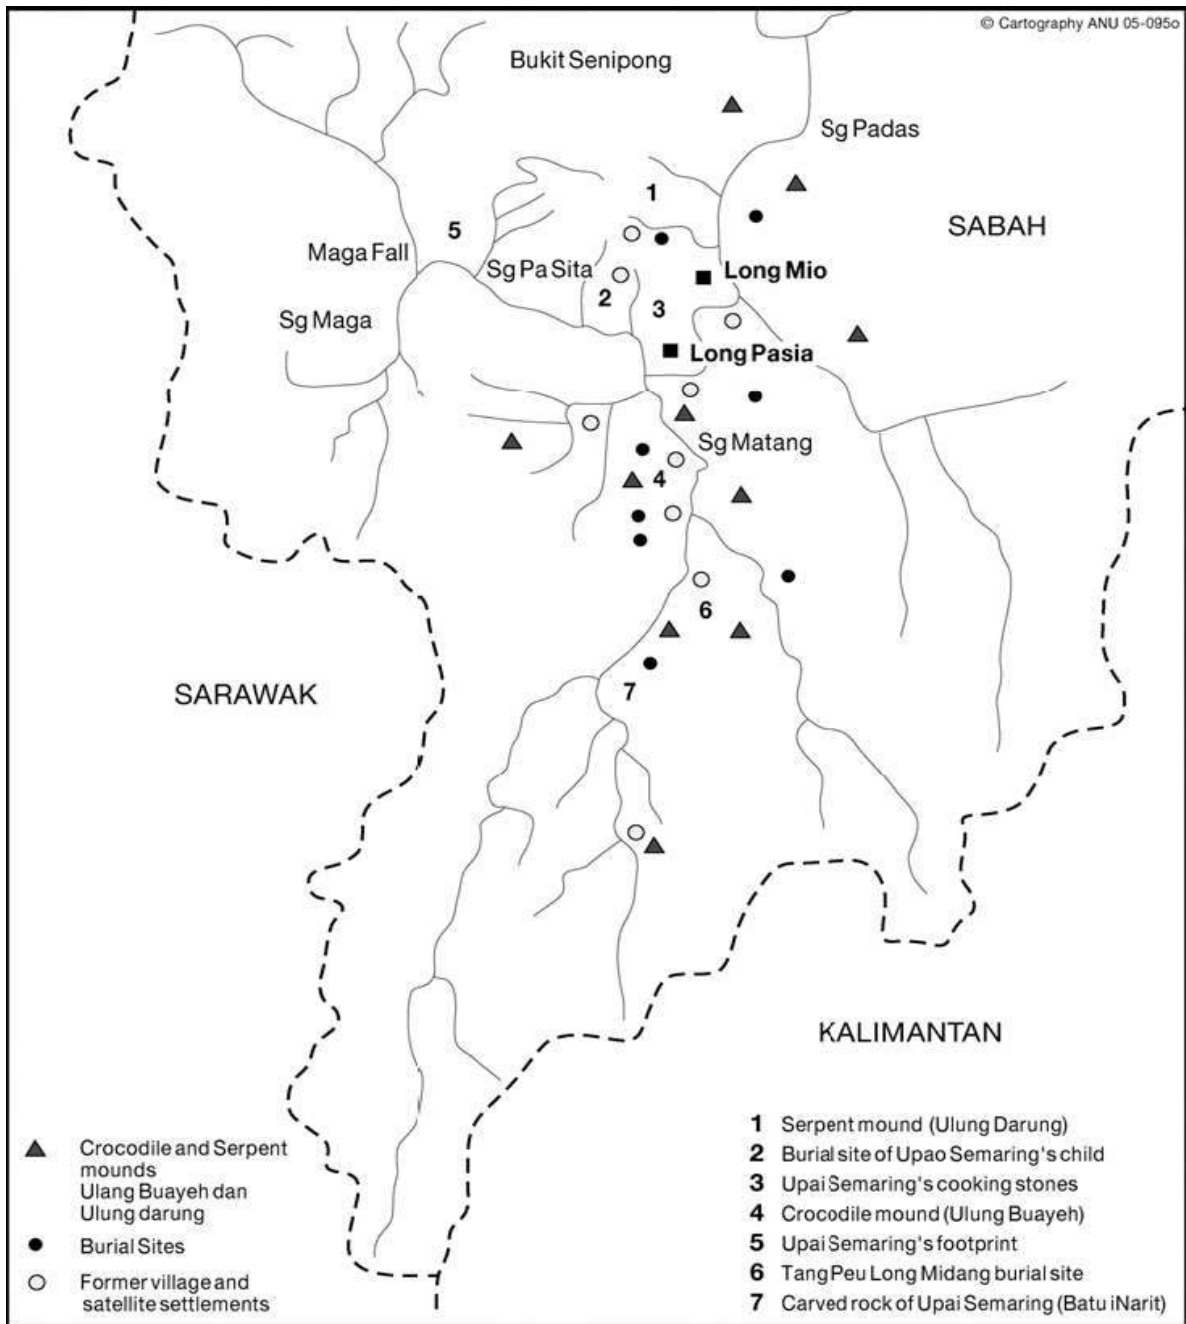 © Cartography ANU 05-095o
Bukit Senipong
Sg Padas
1
SABAH
5
Maga Fall
Sg Pa Sita
Long Mio
2
3
Sg Maga
Long Pasia
Sg Matang
4
6
SARAWAK
7
KALIMANTAN
Crocodile and Serpent
mounds
Ulang Buayeh dan
Ulung darung
Burial Sites
Former village and
satellite settlements
1 Serpent mound (Ulung Darung)
2 Burial site of Upao Semaring's child
3 Upai Semaring's cooking stones
4 Crocodile mound (Ulung Buayeh)
5 Upai Semaring's footprint
6 Tang Peu Long Midang burial site
7 Carved rock of Upai Semaring (Batu iNarit)